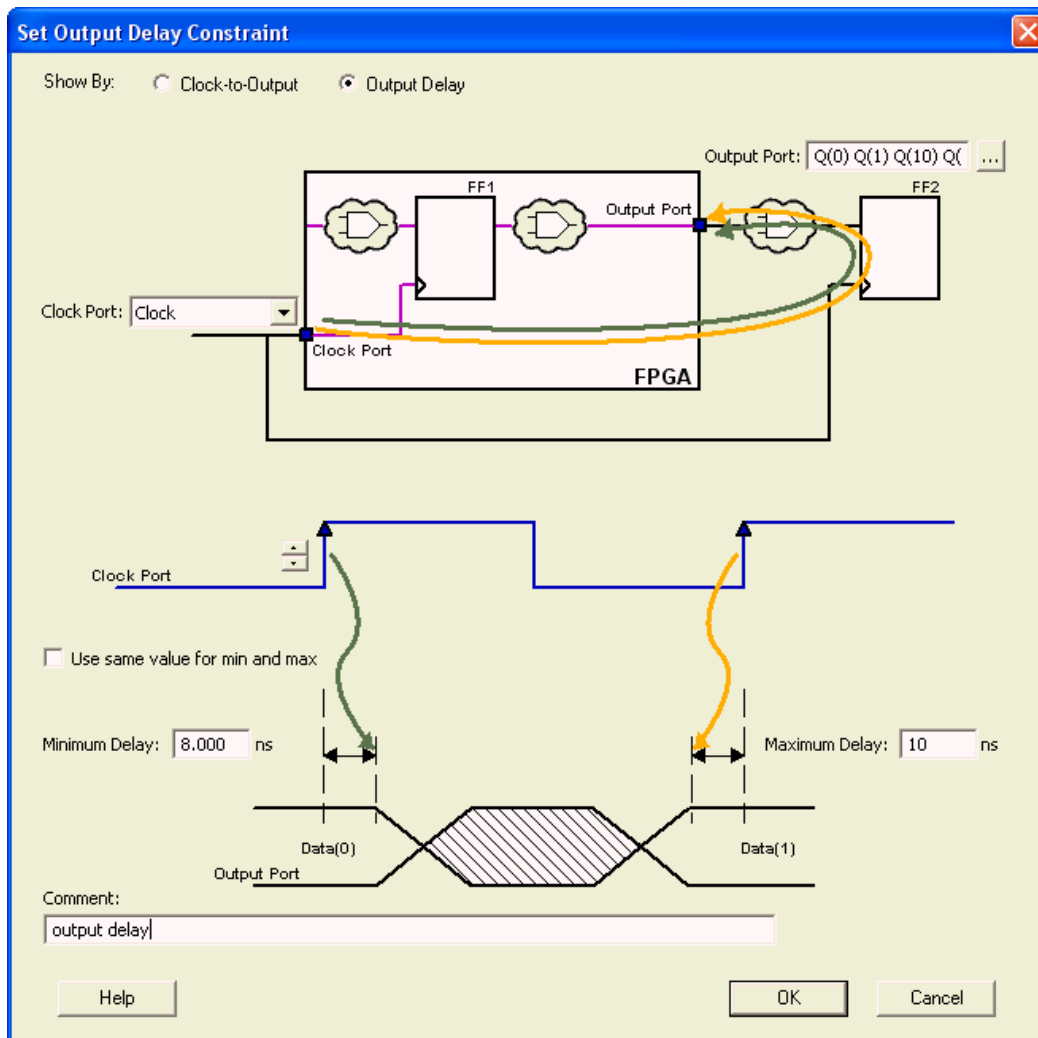 Set Output Delay Constraint
Show By: Clock-to-Output Output Delay
Output Port: Q(0) Q(1) Q(10) Q( ...
FF1
FF2
Output Port
Clock Port: Clock
Clock Port
FPGA
Clock Port
Use same value for min and max
Minimum Delay: 8.000 ns
Maximum Delay: 10 ns
Data(0)
Data(1)
Output Port
Comment:
output delay
Help
OK
Cancel